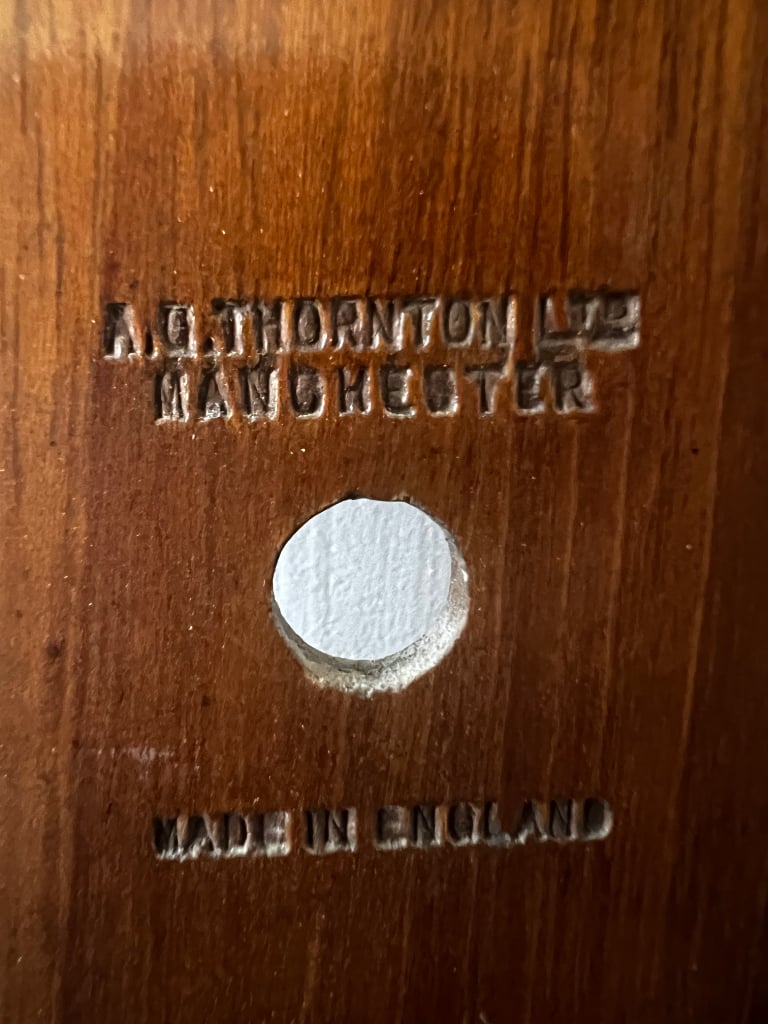 A.G. THORNTON LTD
MANCHESTER
MADE IN ENGLAND